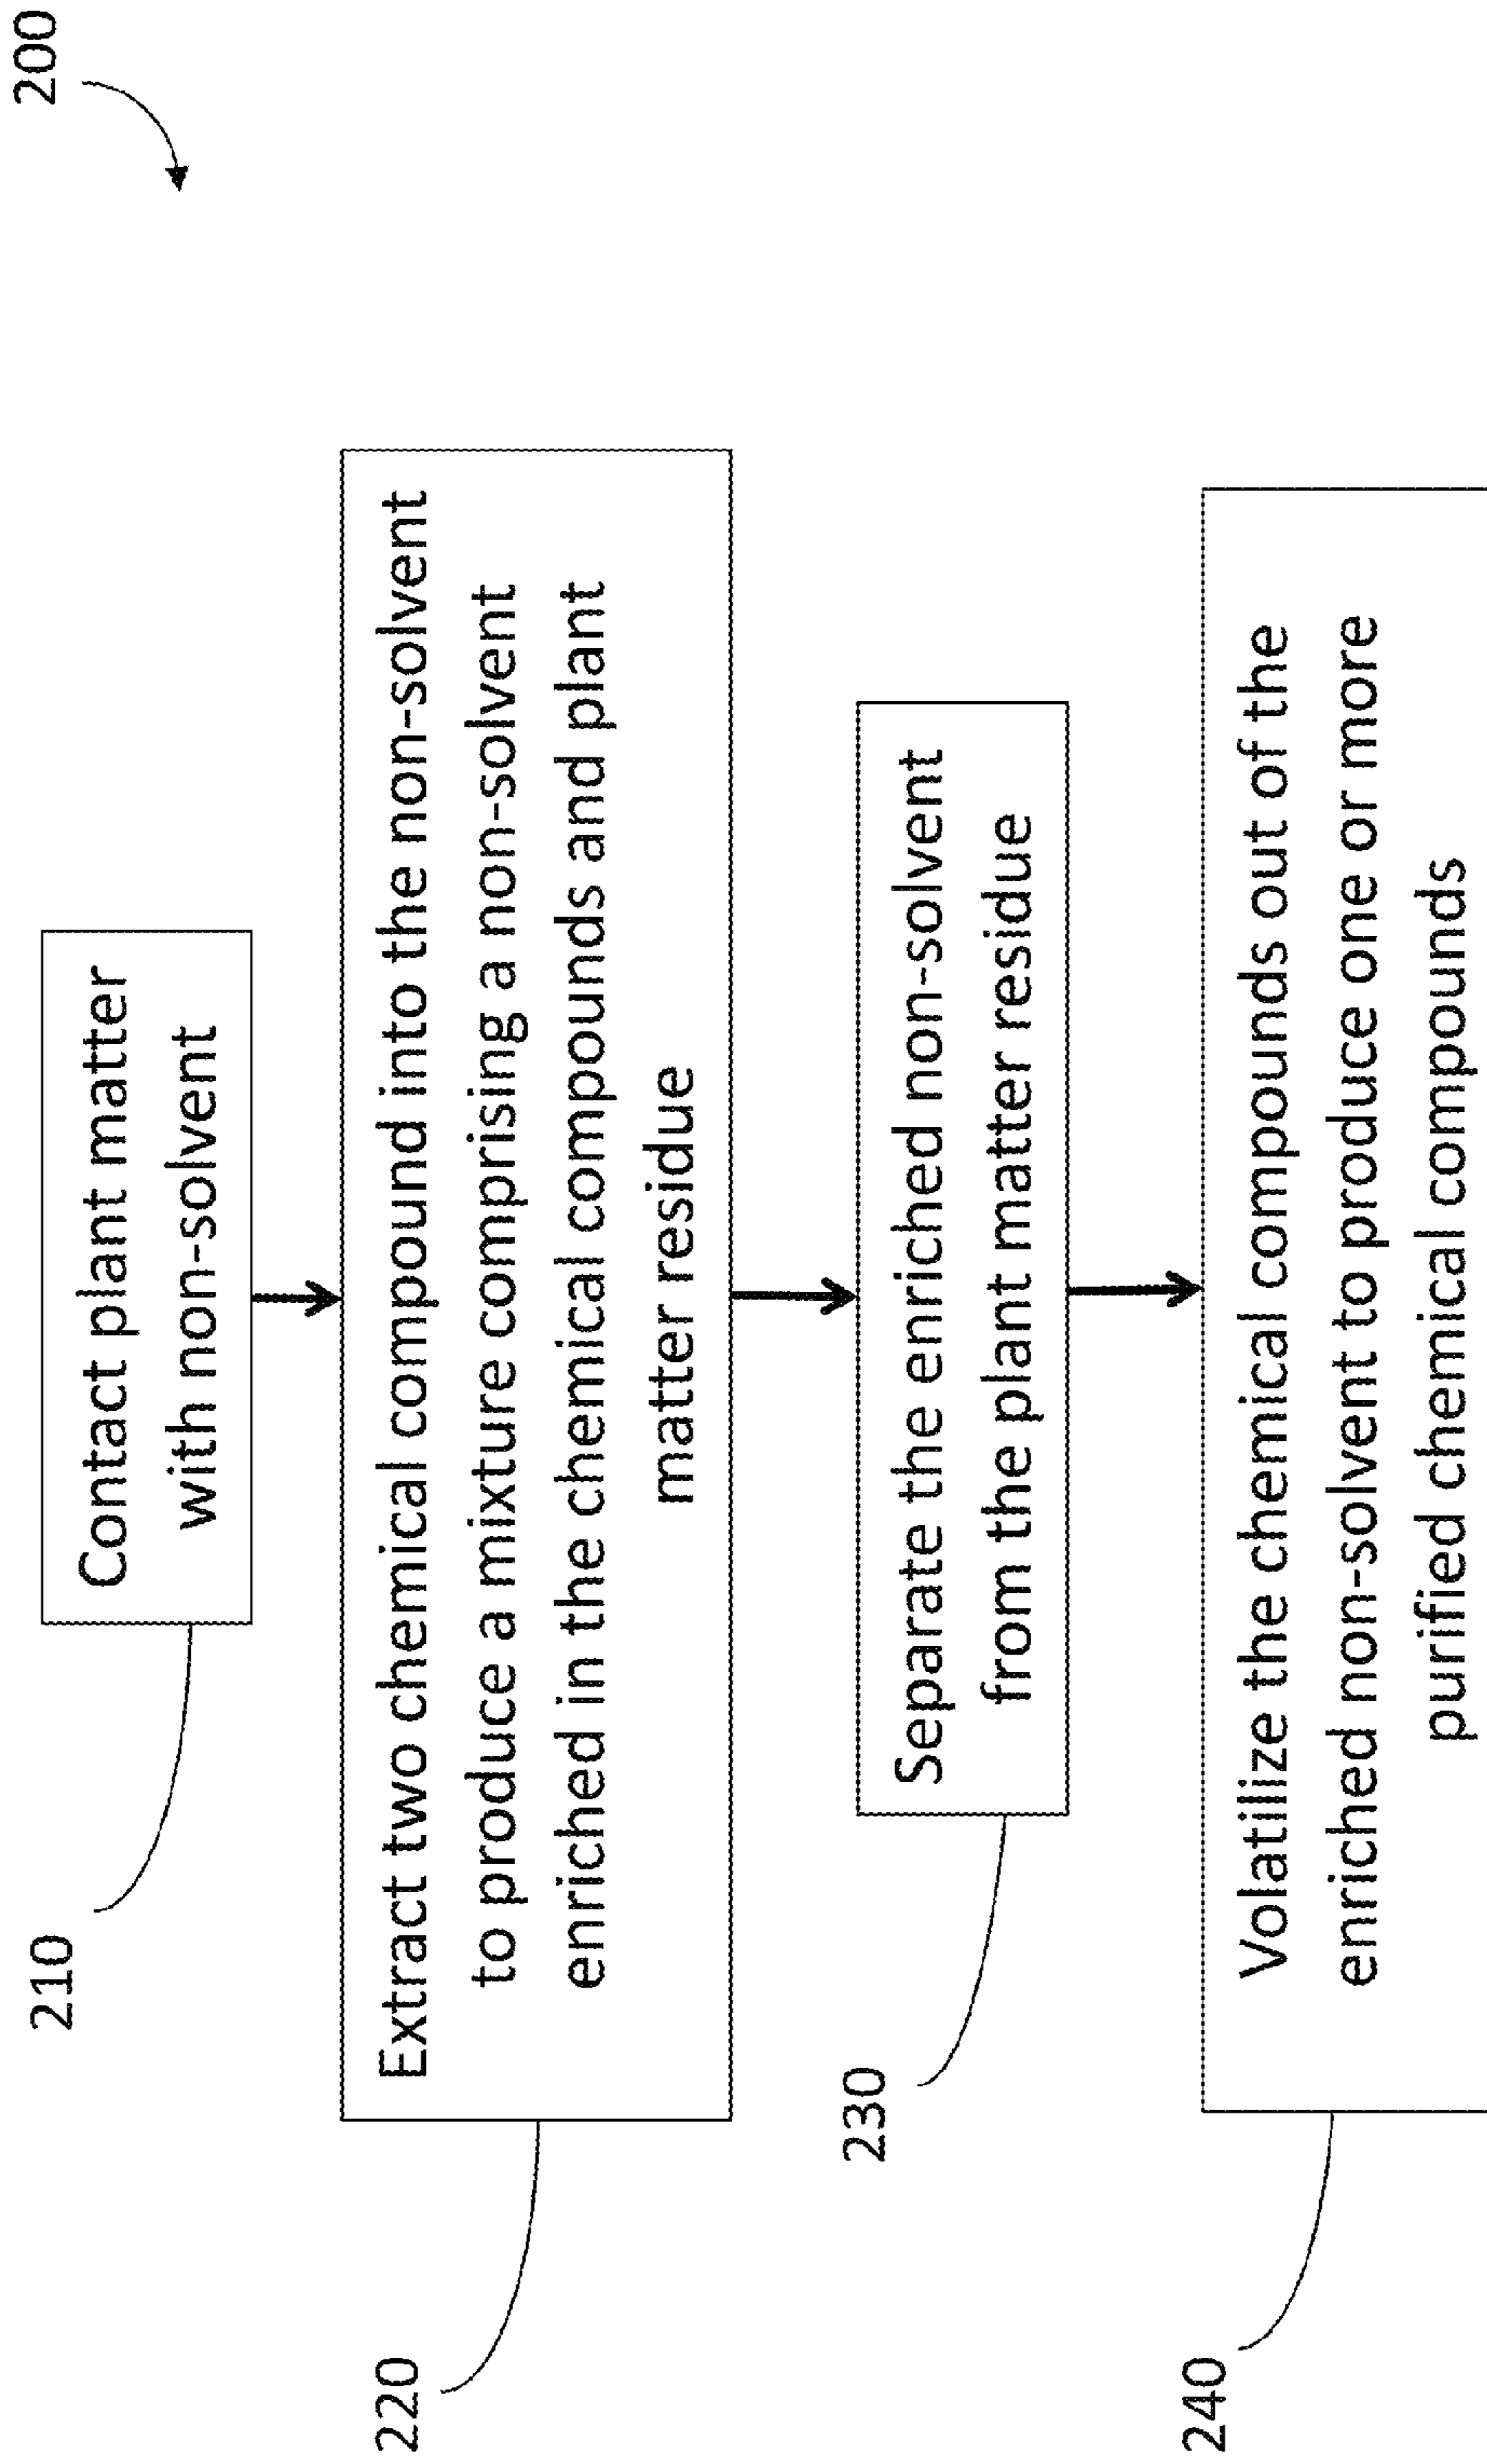 200
210
Contact plant matter
with non-solvent
220
Extract two chemical compound into the non-solvent
to produce a mixture comprising a non-solvent
enriched in the chemical compounds and plant
matter residue
230
Separate the enriched non-solvent
from the plant matter residue
240
Volatilize the chemical compounds out of the
enriched non-solvent to produce one or more
purified chemical compounds